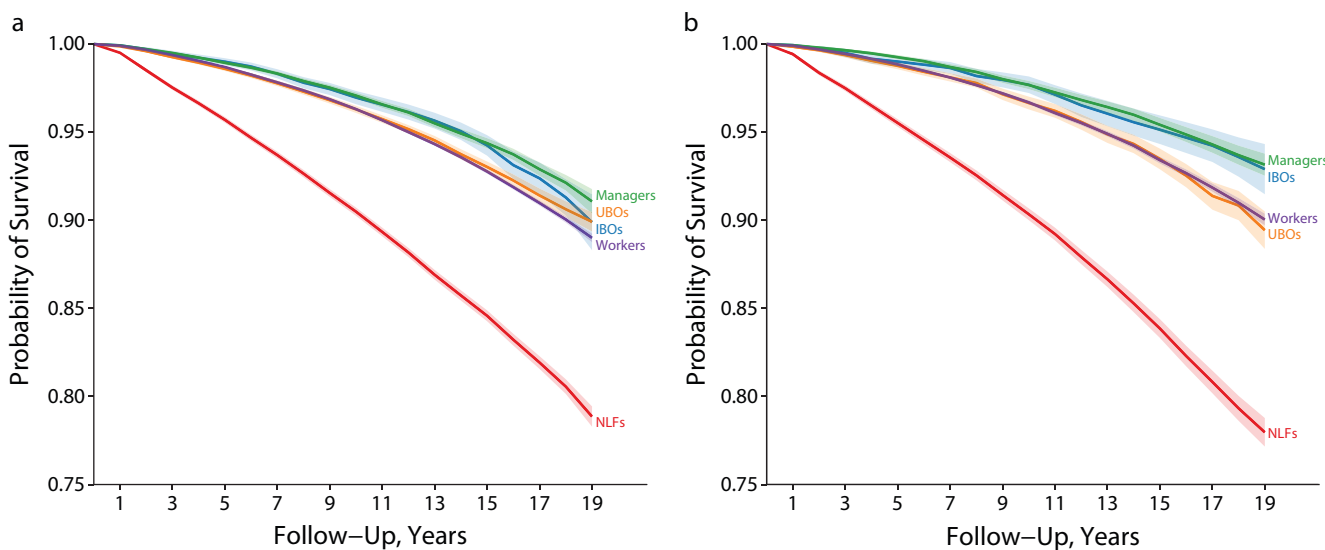 a
Probability of Survival
1.00
0.95
0.90
0.85
0.80
0.75
Managers
UBOs
IBOs
Workers
NLFs
1 3 5 7 9 11 13 15 17 19
Follow–Up, Years
b
Probability of Survival
1.00
0.95
0.90
0.85
0.80
0.75
Managers
IBOs
Workers
UBOs
NLFs
1 3 5 7 9 11 13 15 17 19
Follow–Up, Years